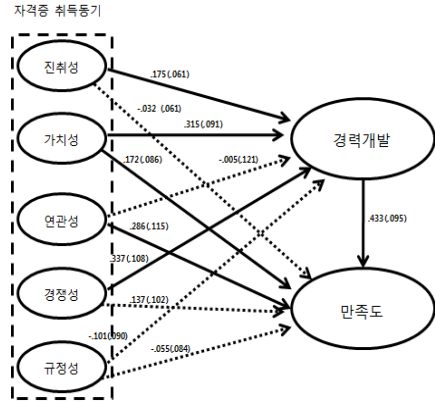 자격증 취득동기
진취성
.175(.061)
-.032 (.061)
가치성
.315(.091)
경력개발
.172(.086)
-.005(.121)
연관성
.286(.115)
.433(.095)
.337(.108)
경쟁성
.137(.102)
만족도
-.101(.090)
-.055(.084)
규정성